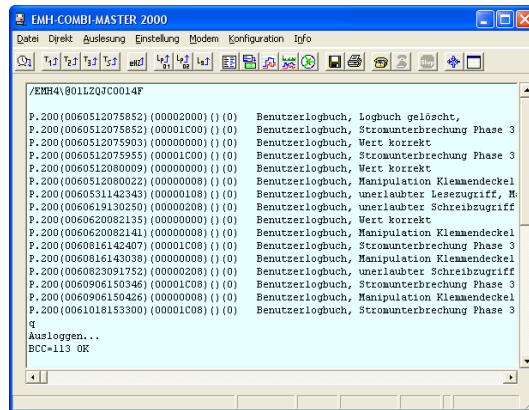 EMH-COMBI-MASTER 2000
Datei Direkt Auslesung Einstellung Modem Konfiguration Info
/EMH4\@01LZQJC0014F
P.200(0060512075852)(00002000)()(0) Benutzerlogbuch, Logbuch gelöscht,
P.200(0060512075852)(00001C00)()(0) Benutzerlogbuch, Stromunterbrechung Phase 3
P.200(0060512075903)(00000000)()(0) Benutzerlogbuch, Wert korrekt
P.200(0060512075955)(00001C00)()(0) Benutzerlogbuch, Stromunterbrechung Phase 3
P.200(0060512080009)(00000000)()(0) Benutzerlogbuch, Wert korrekt
P.200(0060512080022)(00000008)()(0) Benutzerlogbuch, Manipulation Klemmendeckel
P.200(0060531142343)(00000108)()(0) Benutzerlogbuch, unerlaubter Lesezugriff,
P.200(0060619130250)(00000208)()(0) Benutzerlogbuch, unerlaubter Schreibzugriff
P.200(0060620082135)(00000000)()(0) Benutzerlogbuch, Wert korrekt
P.200(0060620082141)(00000008)()(0) Benutzerlogbuch, Manipulation Klemmendeckel
P.200(0060816142407)(00001C08)()(0) Benutzerlogbuch, Stromunterbrechung Phase 3
P.200(0060816143038)(00000008)()(0) Benutzerlogbuch, Manipulation Klemmendeckel
P.200(0060823091752)(00000208)()(0) Benutzerlogbuch, unerlaubter Schreibzugriff
P.200(0060906150346)(00001C08)()(0) Benutzerlogbuch, Stromunterbrechung Phase 3
P.200(0060906150426)(00000008)()(0) Benutzerlogbuch, Manipulation Klemmendeckel
P.200(0061018153300)(00001C08)()(0) Benutzerlogbuch, Stromunterbrechung Phase 3
q
Ausloggen...
BCC=113 OK